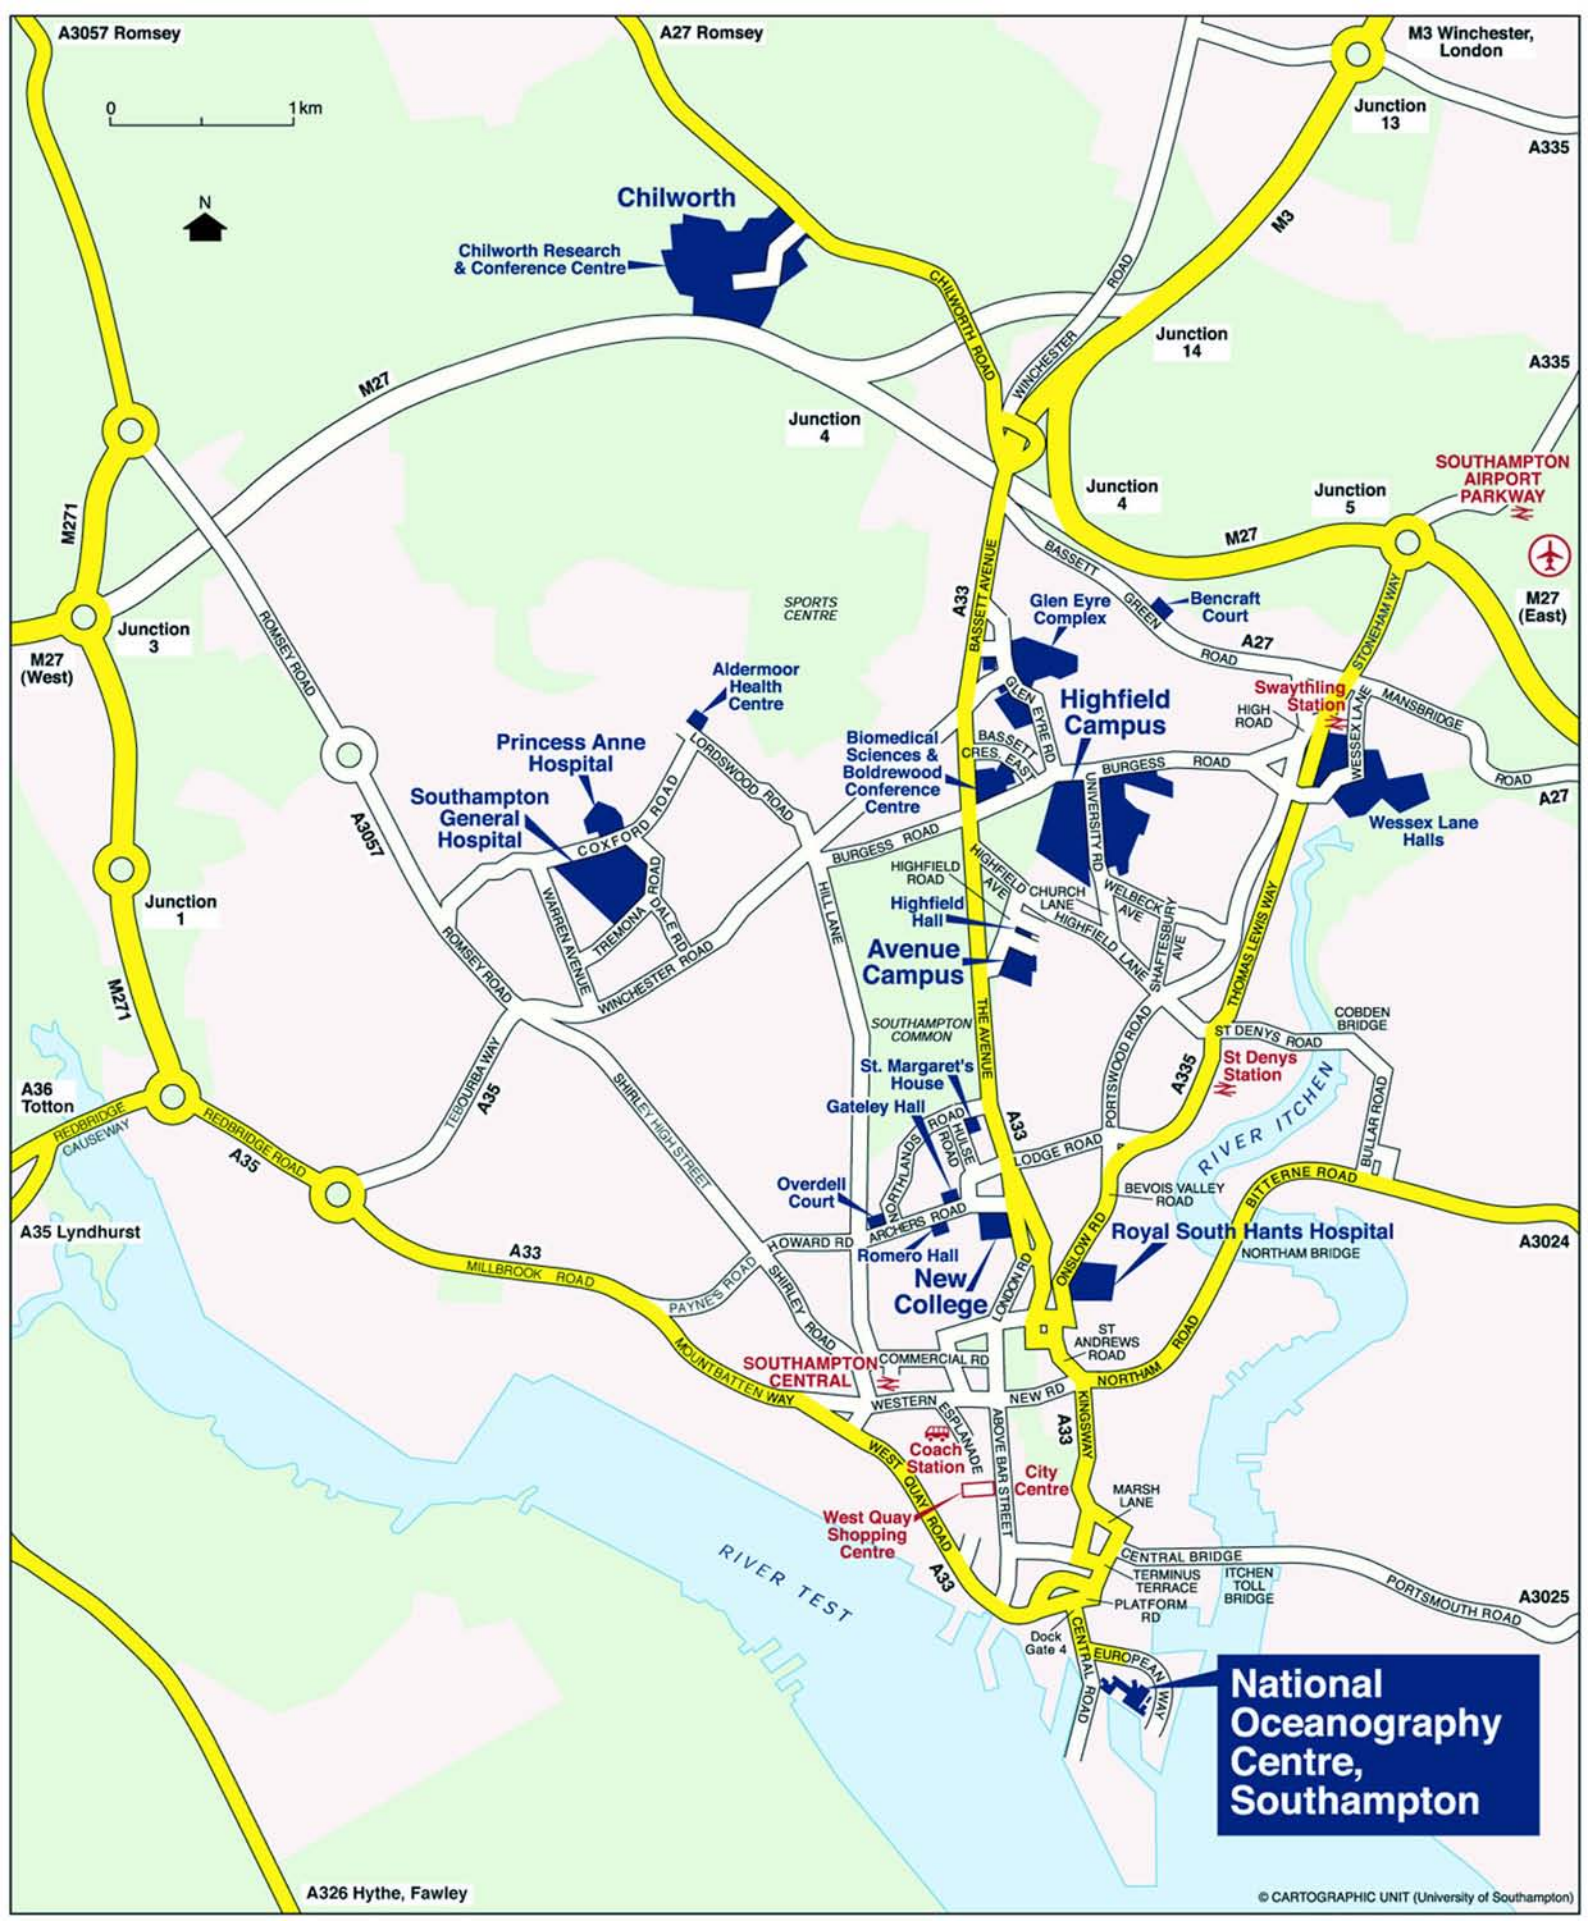 A3057 Romsey
A27 Romsey
M3 Winchester,
London
0
1km
Junction
13
A335
N
M3
Chilworth
Chilworth Research
& Conference Centre
CHILWORTH ROAD
WINCHESTER
ROAD
Junction
14
A335
M27
Junction
4
SOUTHAMPTON
AIRPORT
PARKWAY
Junction
4
Junction
5
M271
M27
BASSETT
GREEN
ROAD
A27
Bencraft
Court
M27
(East)
A33
BASSETT AVENUE
Glen Eyre
Complex
STONEHAM WAY
SPORTS
CENTRE
Junction
3
M27
(West)
ROMSEY ROAD
Aldermoor
Health
Centre
GLEN EYRE RD
Highfield
Campus
Swaythling
Station
HIGH
ROAD
WESSEX LANE
MANSBRIDGE
ROAD
A27
Princess Anne
Hospital
LORDSWOOD ROAD
Biomedical
Sciences &
Boldrewood
Conference
Centre
BASSETT
CRES. EAST
BURGESS
ROAD
UNIVERSITY RD
Southampton
General
Hospital
COXFORD ROAD
A3057
Wessex Lane
Halls
BURGESS ROAD
HIGHFIELD
ROAD
HIGHFIELD
AVE
CHURCH
LANE
WELBECK
AVE
Junction
1
WARREN AVENUE
TREMONA
ROAD
DALE RD
HILL LANE
Highfield
Hall
HIGHFIELD LANE
SHAFTESBURY
AVE
THOMAS LEWIS WAY
Avenue
Campus
ROMSEY ROAD
WINCHESTER ROAD
M271
THE AVENUE
SOUTHAMPTON
COMMON
PORTSWOOD ROAD
ST DENYS ROAD
COBDEN
BRIDGE
St Denys
Station
A335
RIVER ITCHEN
BULLAR ROAD
A36
Totton
REDBRIDGE
CAUSEWAY
REDBRIDGE ROAD
A35
TEBOURBA WAY
A35
SHIRLEY HIGH STREET
St. Margaret's
House
Gateley Hall
ROAD
HULSE
ROAD
NORTHLANDS
A33
LODGE ROAD
BITTERNE ROAD
BEVOIS VALLEY
ROAD
Overdell
Court
ARCHERS ROAD
HOWARD RD
Romero Hall
New
College
LONDON RD
ONSLOW RD
Royal South Hants Hospital
NORTHAM BRIDGE
A3024
A35 Lyndhurst
A33
MILLBROOK ROAD
PAYNE'S ROAD
SHIRLEY
ROAD
ST
ANDREWS
ROAD
NORTHAM
ROAD
MOUNTBATTEN WAY
SOUTHAMPTON
CENTRAL
COMMERCIAL RD
WESTERN
ESPLANADE
NEW RD
A33
KINGSWAY
ABOVE BAR STREET
WEST QUAY ROAD
Coach
Station
City
Centre
MARSH
LANE
West Quay
Shopping
Centre
A33
CENTRAL BRIDGE
TERMINUS
TERRACE
ITCHEN
TOLL
BRIDGE
PLATFORM
RD
PORTSMOUTH ROAD
A3025
RIVER TEST
Dock
Gate 4
CENTRAL ROAD
EUROPEAN
WAY
National
Oceanography
Centre,
Southampton
A326 Hythe, Fawley
© CARTOGRAPHIC UNIT (University of Southampton)